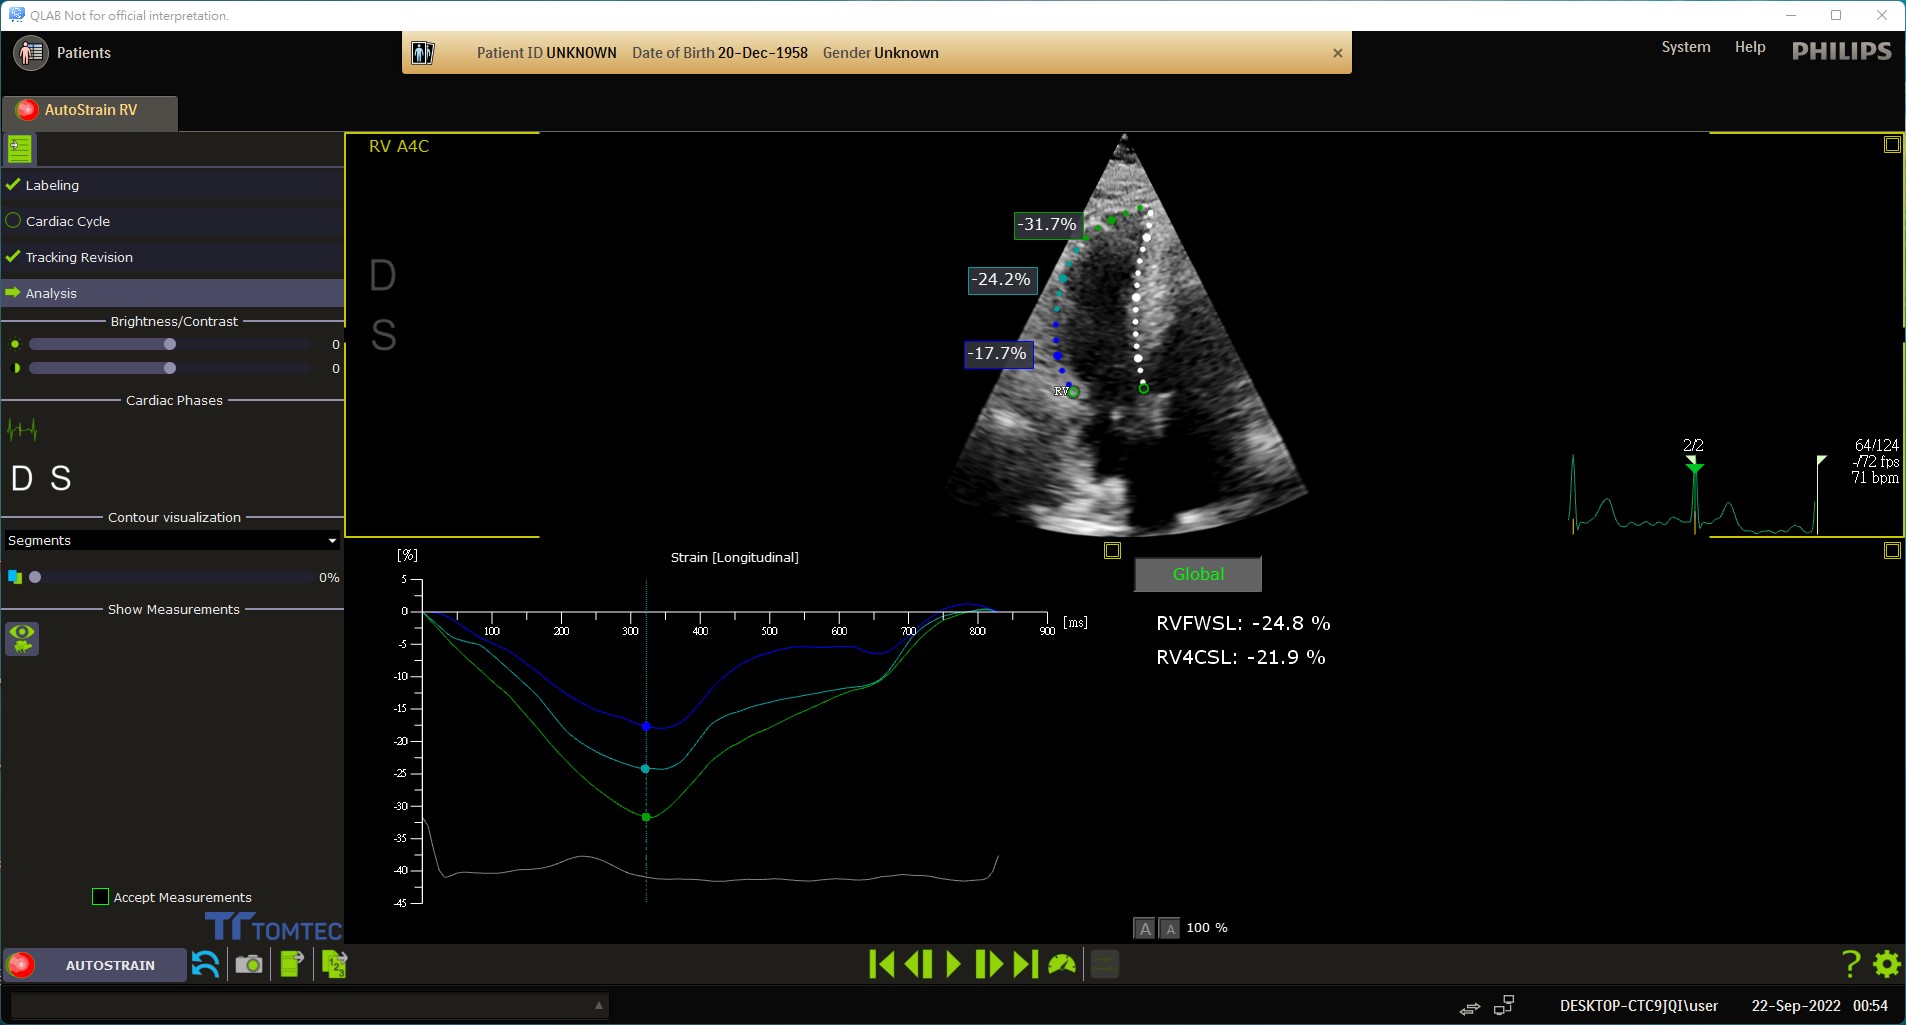 QLAB Not for official interpretation.
Patients
Patient ID UNKNOWN Date of Birth 20-Dec-1958 Gender Unknown
System Help PHILIPS
AutoStrain RV
Labeling
Cardiac Cycle
Tracking Revision
Analysis
Brightness/Contrast
0
0
Cardiac Phases
D S
Contour visualization
Segments
0%
Show Measurements
Accept Measurements
TOMTEC
RV A4C
D
S
-31.7%
-24.2%
-17.7%
RV
2/2
64/124
-/72 fps
71 bpm
[%]
Strain [Longitudinal]
5
0
-5
-10
-15
-20
-25
-30
-35
-40
-45
100 200 300 400 500 600 700 800 900 [ms]
Global
RVFWSL: -24.8 %
RV4CSL: -21.9 %
A A 100 %
AUTOSTRAIN
1 2 3
?
DESKTOP-CTC9JQI\user 22-Sep-2022 00:54